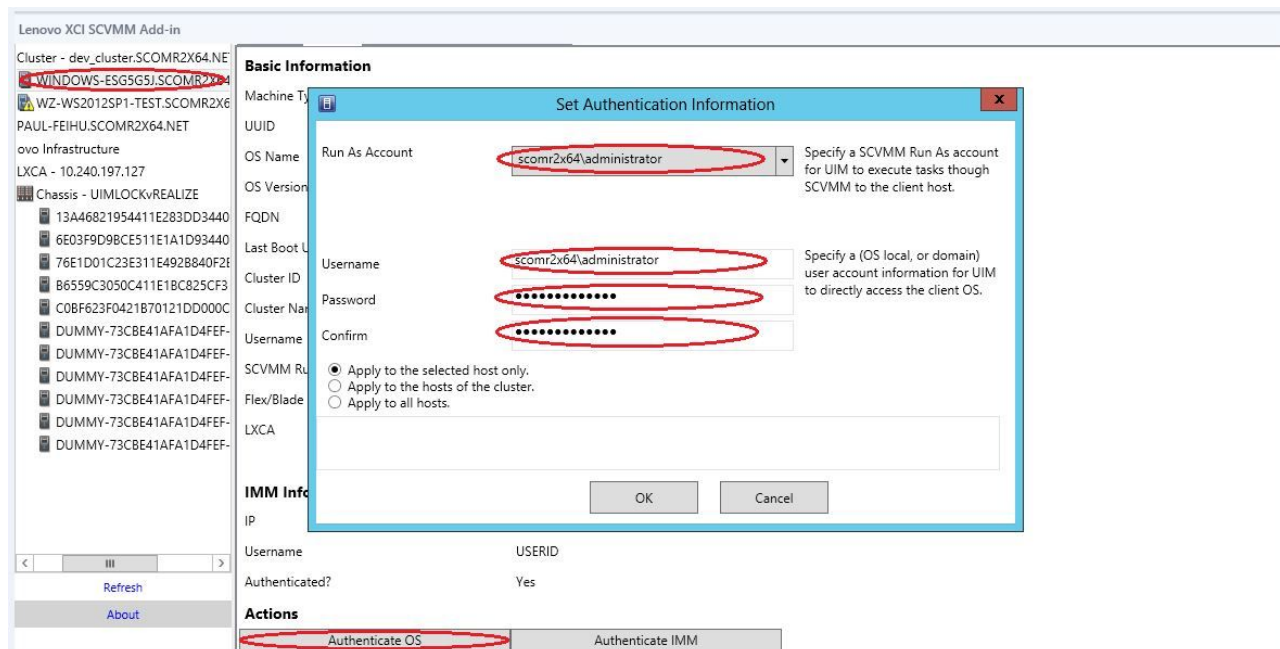 Lenovo XCI SCVMM Add-in
Cluster - dev_cluster.SCOMR2X64.NE
WINDOWS-ESG5G5J.SCOMR2X64
WZ-WS2012SP1-TEST.SCOMR2X6
PAUL-FEIHU.SCOMR2X64.NET
ovo Infrastructure
LXCA - 10.240.197.127
Chassis - UIMLOCKvREALIZE
13A46821954411E283DD3440
6E03F9D9BCE511E1A1D93440
76E1D01C23E311E492B840F2E
B6559C3050C411E1BC825CF3
C0BF623F0421B70121DD000C
DUMMY-73CBE41AFA1D4FEF-
DUMMY-73CBE41AFA1D4FEF-
DUMMY-73CBE41AFA1D4FEF-
DUMMY-73CBE41AFA1D4FEF-
DUMMY-73CBE41AFA1D4FEF-
DUMMY-73CBE41AFA1D4FEF-
Refresh
About
Basic Information
Machine Ty
UUID
OS Name
OS Version
FQDN
Last Boot U
Cluster ID
Cluster Nar
Username
SCVMM Ru
Flex/Blade
LXCA
IMM Info
IP
Username USERID
Authenticated? Yes
Actions
Authenticate OS Authenticate IMM
Set Authentication Information
x
Run As Account
scomr2x64\administrator
Specify a SCVMM Run As account
for UIM to execute tasks though
SCVMM to the client host.
Username
scomr2x64\administrator
Specify a (OS local, or domain)
user account information for UIM
to directly access the client OS.
Password
•••••••••••••
Confirm
•••••••••••••
Apply to the selected host only.
Apply to the hosts of the cluster.
Apply to all hosts.
OK Cancel